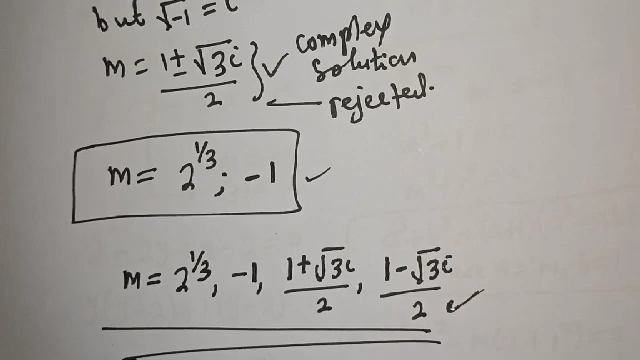 but √-1 = i
m = 1 ± √3i / 2 } ✓ complex solution
← rejected.
m = 2^1/3 ; -1 ✓
m = 2^1/3, -1, 1+√3i / 2, 1-√3i / 2 ✓